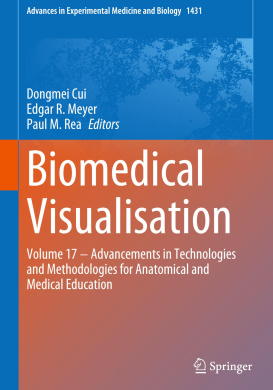 Advances in Experimental Medicine and Biology 1431
Dongmei Cui
Edgar R. Meyer
Paul M. Rea Editors
Biomedical
Visualisation
Volume 17 – Advancements in Technologies
and Methodologies for Anatomical and
Medical Education
Springer